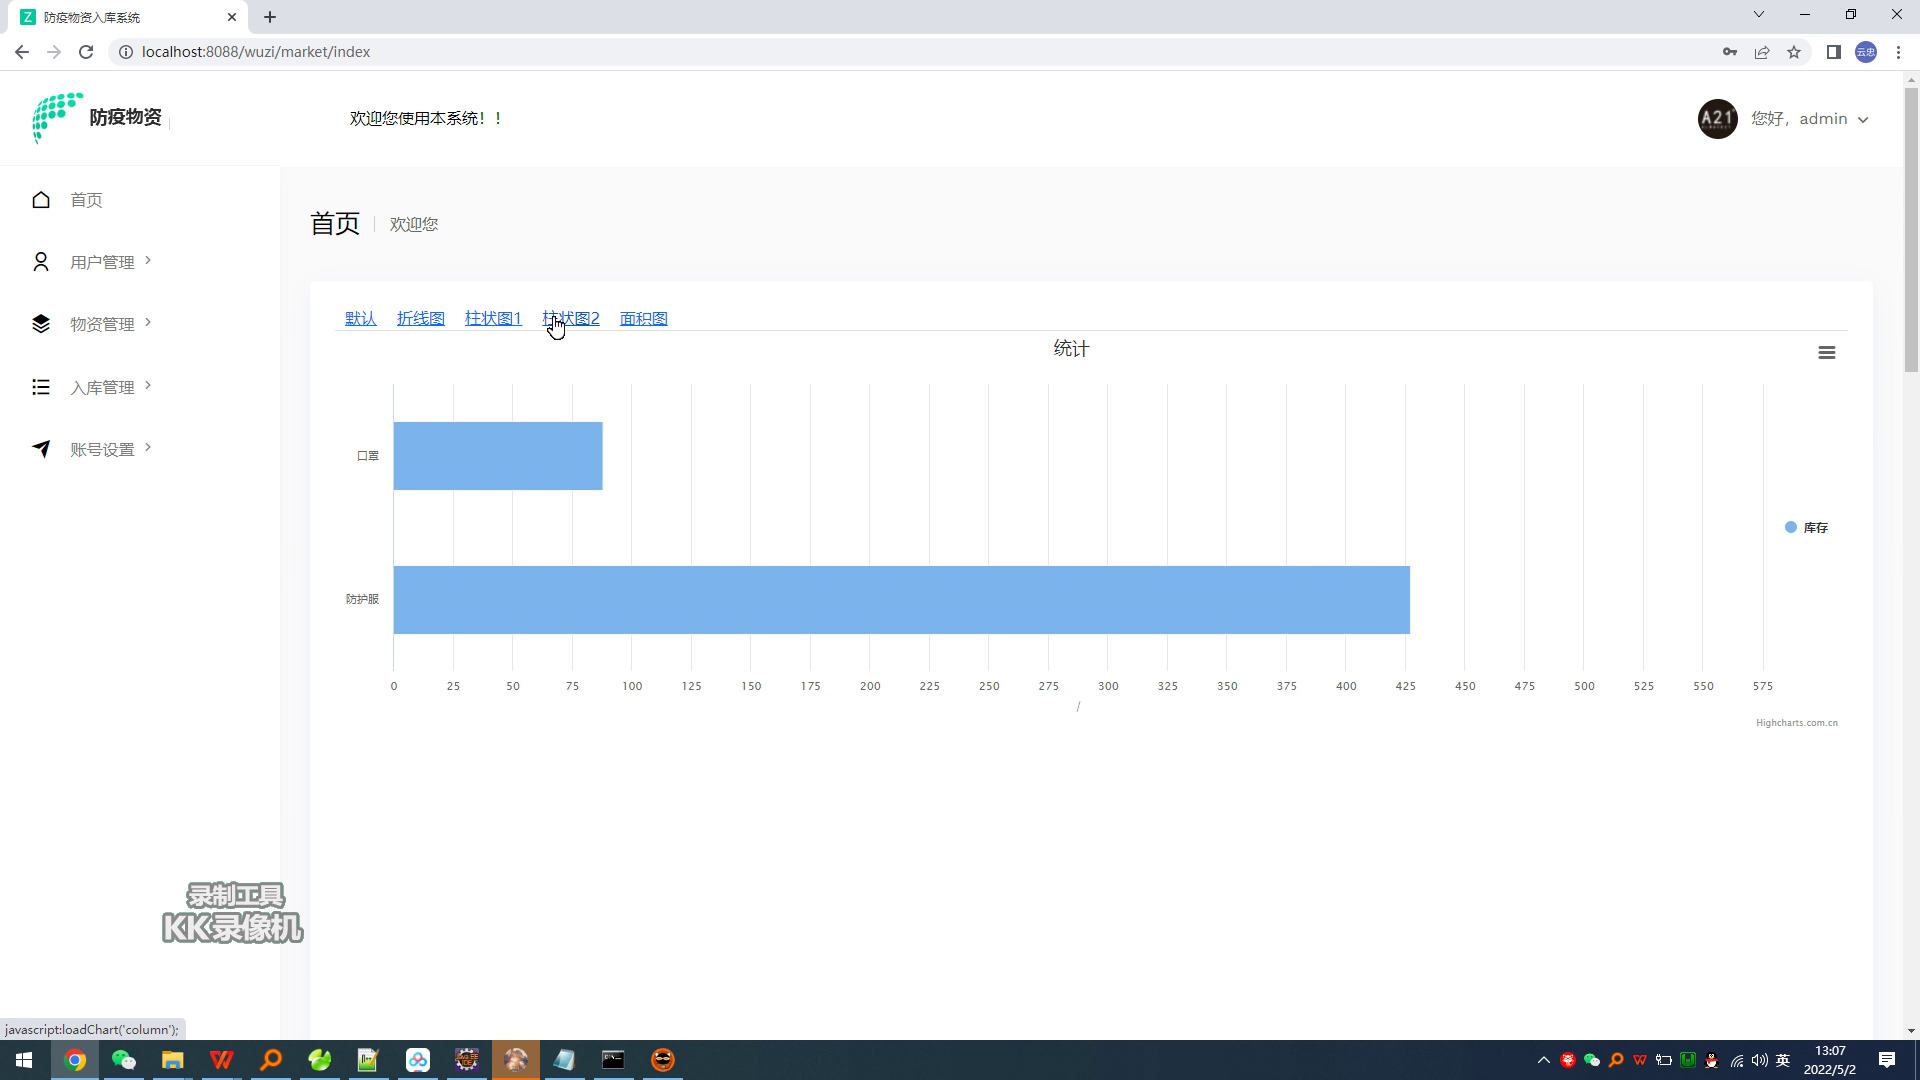 防疫物资入库系统
localhost:8088/wuzi/market/index
云忠
防疫物资
欢迎您使用本系统！！
A21
您好，admin
首页
用户管理
物资管理
入库管理
账号设置
首页
欢迎您
默认 折线图 柱状图1 柱状图2 面积图
统计
口罩
防护服
库存
0 25 50 75 100 125 150 175 200 225 250 275 300 325 350 375 400 425 450 475 500 525 550 575
/
Highcharts.com.cn
录制工具
KK录像机
javascript:loadChart('column');
英
13:07
2022/5/2